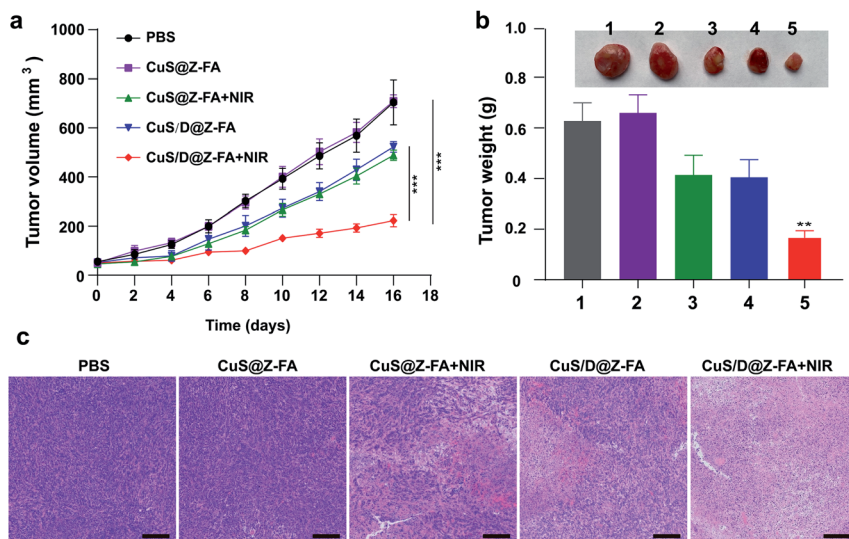 a
Tumor volume (mm³)
1000
800
600
400
200
0
PBS
CuS@Z-FA
CuS@Z-FA+NIR
CuS/D@Z-FA
CuS/D@Z-FA+NIR
***
***
0 2 4 6 8 10 12 14 16 18
Time (days)
b
Tumor weight (g)
1.0
0.8
0.6
0.4
0.2
0
1 2 3 4 5
**
1 2 3 4 5
c
PBS CuS@Z-FA CuS@Z-FA+NIR CuS/D@Z-FA CuS/D@Z-FA+NIR